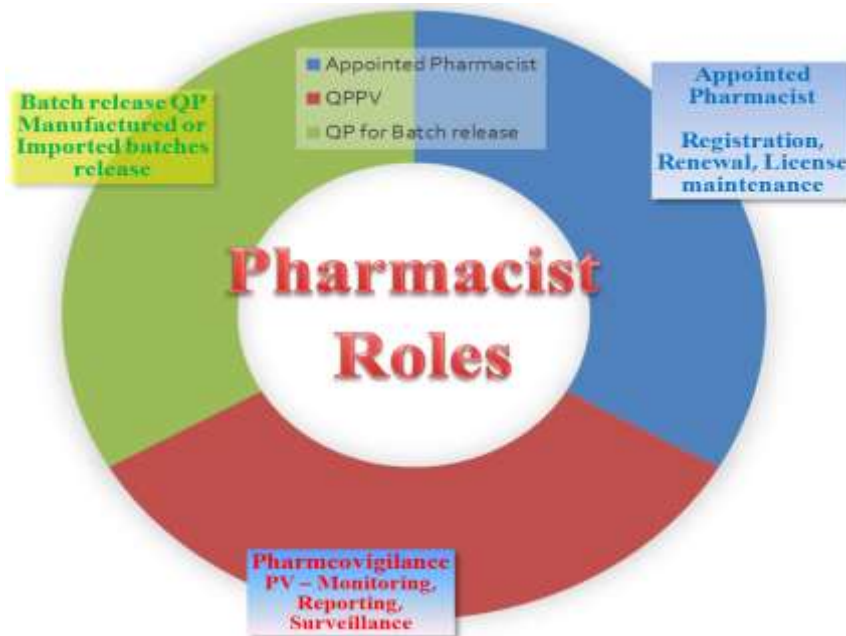 Appointed Pharmacist
QPPV
QP for Batch release
Batch release QP
Manufactured or
Imported batches
release
Appointed
Pharmacist
Registration,
Renewal, License
maintenance
Pharmacist
Roles
Pharmcovigilance
PV – Monitoring,
Reporting,
Surveillance